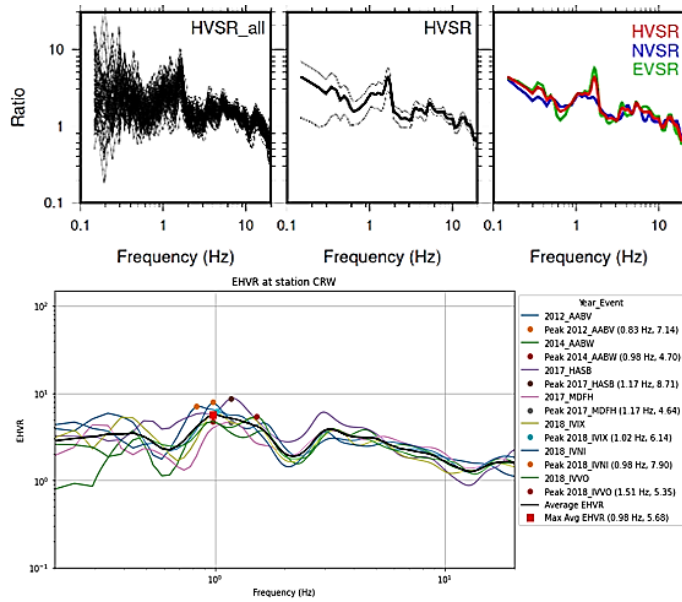 HVSR_all
HVSR
HVSR
NVSR
EVSR
Ratio
10
1
0.1
0.1
1
10
0.1
1
10
0.1
1
10
Frequency (Hz)
Frequency (Hz)
Frequency (Hz)
EHVR at station CRW
EHVR
10²
10¹
10⁰
10⁻¹
10⁰
10¹
Frequency (Hz)
Year_Event
2012_AABV
Peak 2012_AABV (0.83 Hz, 7.14)
2014_AABW
Peak 2014_AABW (0.98 Hz, 4.70)
2017_HASB
Peak 2017_HASB (1.17 Hz, 8.71)
2017_MDFH
Peak 2017_MDFH (1.17 Hz, 4.64)
2018_IVIX
Peak 2018_IVIX (1.02 Hz, 6.14)
2018_IVNI
Peak 2018_IVNI (0.98 Hz, 7.90)
2018_IVVO
Peak 2018_IVVO (1.51 Hz, 5.35)
Average EHVR
Max Avg EHVR (0.98 Hz, 5.68)